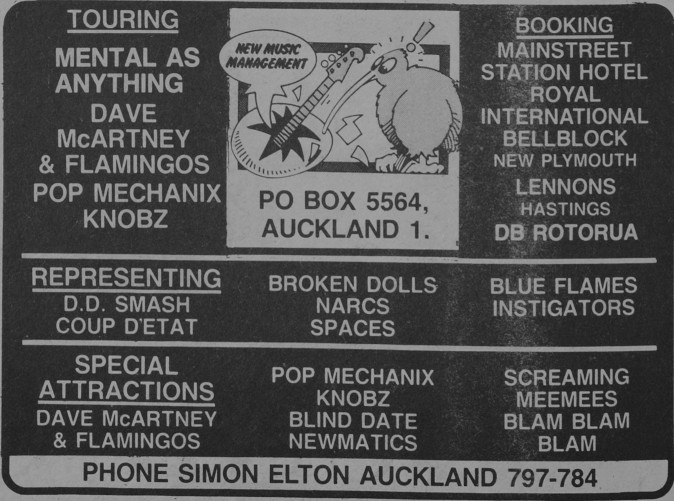 TOURING
MENTAL AS
ANYTHING
DAVE
McARTNEY
& FLAMINGOS
POP MECHANIX
KNOBZ
NEW MUSIC
MANAGEMENT
PO BOX 5564,
AUCKLAND 1.
BOOKING
MAINSTREET
STATION HOTEL
ROYAL
INTERNATIONAL
BELLBLOCK
NEW PLYMOUTH
LENNONS
HASTINGS
DB ROTORUA
REPRESENTING
D.D. SMASH
COUP D'ETAT
BROKEN DOLLS
NARCS
SPACES
BLUE FLAMES
INSTIGATORS
SPECIAL
ATTRACTIONS
DAVE McARTNEY
& FLAMINGOS
POP MECHANIX
KNOBZ
BLIND DATE
NEWMATICS
SCREAMING
MEEMEES
BLAM BLAM
BLAM
PHONE SIMON ELTON AUCKLAND 797-784